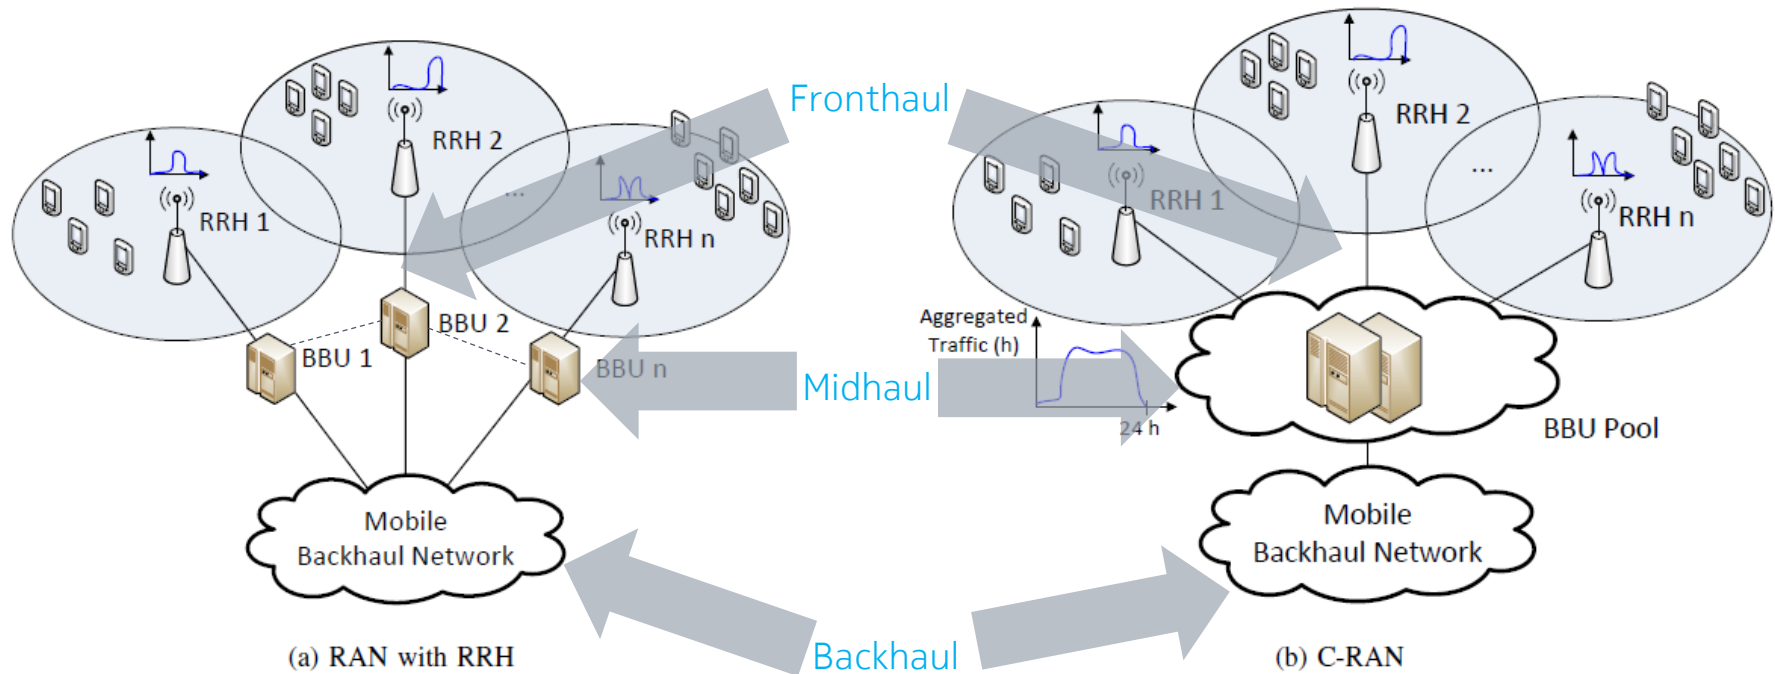 RRH 1
RRH 2
...
RRH n
BBU 1
BBU 2
BBU n
Mobile
Backhaul Network
(a) RAN with RRH
Fronthaul
Midhaul
Backhaul
RRH 1
RRH 2
...
RRH n
Aggregated
Traffic (h)
24 h
BBU Pool
Mobile
Backhaul Network
(b) C-RAN